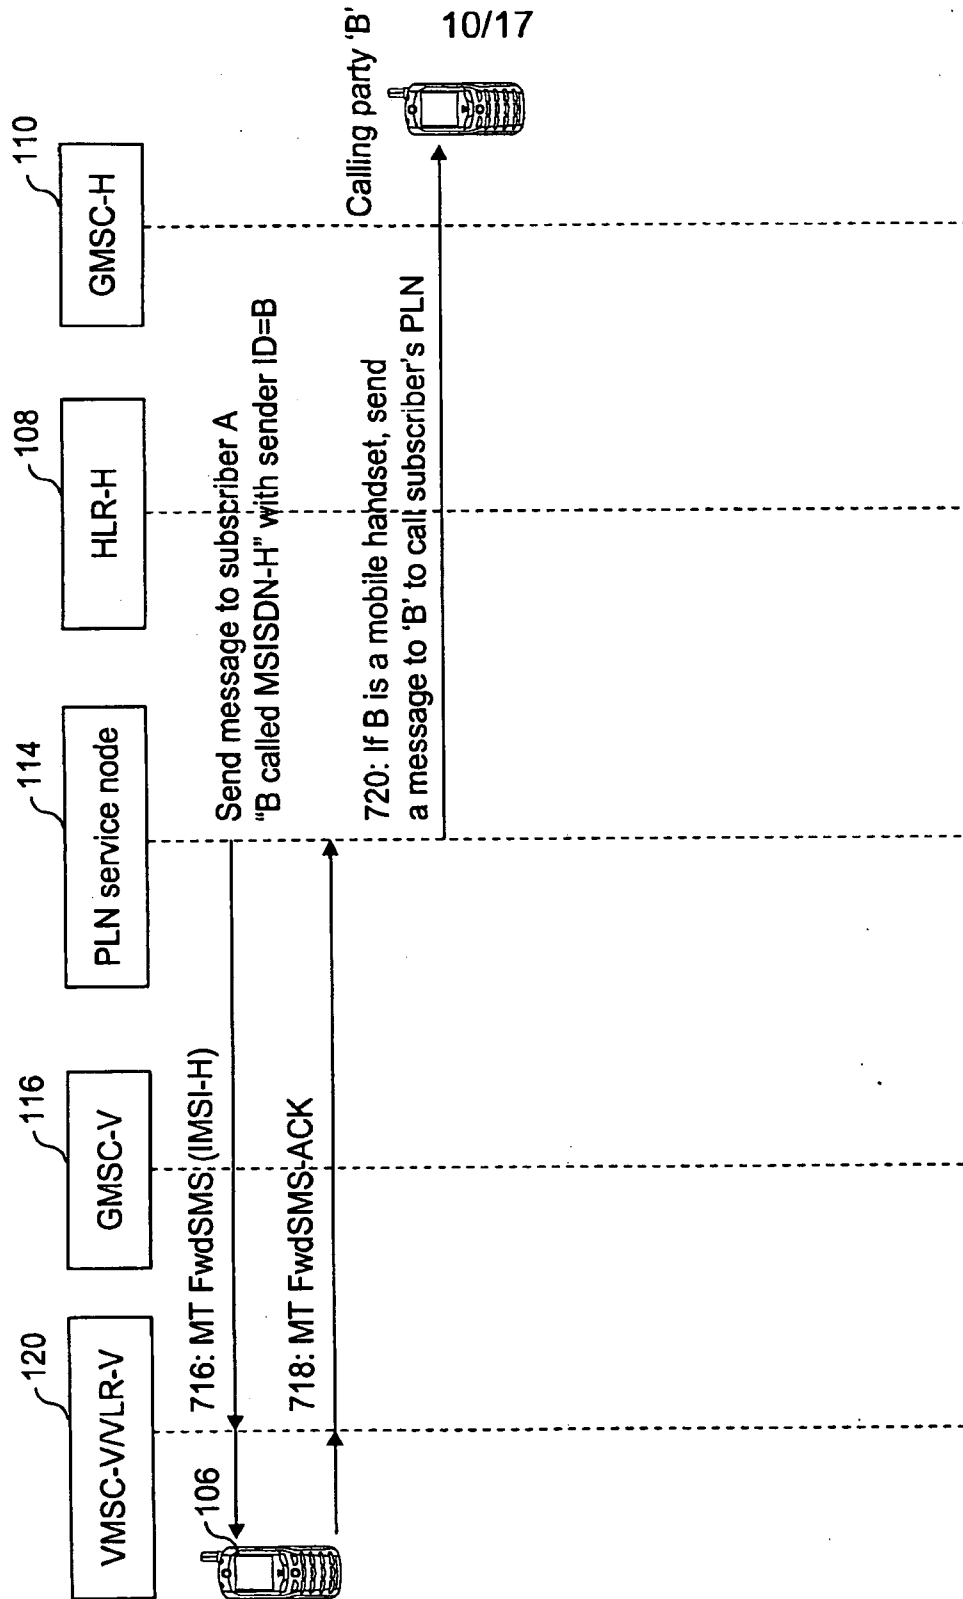 10/17
120
VMSC-V/VLR-V
116
GMSC-V
114
PLN service node
108
HLR-H
110
GMSC-H
106
716: MT FwdSMS (IMSI-H)
Send message to subscriber A
“B called MSISDN-H” with sender ID=B
718: MT FwdSMS-ACK
720: If B is a mobile handset, send
a message to ‘B’ to call subscriber's PLN
Calling party ‘B’